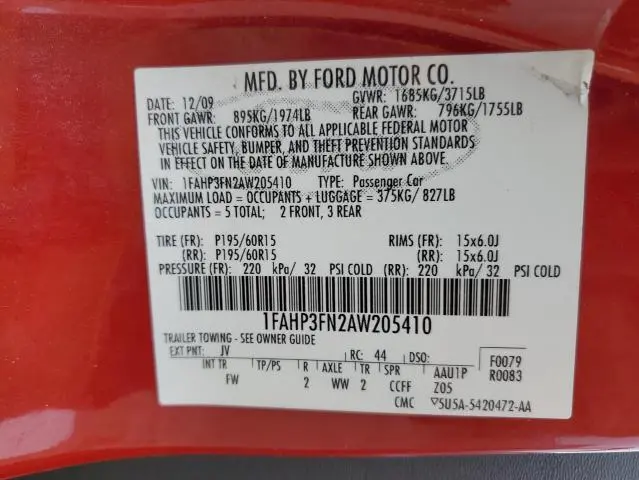 MFD. BY FORD MOTOR CO.
DATE: 12/09 GVWR: 1685KG/3715LB
FRONT GAWR: 895KG/1974LB REAR GAWR: 796KG/1755LB
THIS VEHICLE CONFORMS TO ALL APPLICABLE FEDERAL MOTOR
VEHICLE SAFETY, BUMPER, AND THEFT PREVENTION STANDARDS
IN EFFECT ON THE DATE OF MANUFACTURE SHOWN ABOVE.
VIN: 1FAHP3FN2AW205410 TYPE: Passenger Car
MAXIMUM LOAD = OCCUPANTS + LUGGAGE = 375KG/ 827LB
OCCUPANTS = 5 TOTAL; 2 FRONT, 3 REAR
TIRE (FR): P195/60R15 RIMS (FR): 15x6.0J
(RR): P195/60R15 (RR): 15x6.0J
PRESSURE (FR): 220 kPa/ 32 PSI COLD (RR): 220 kPa/ 32 PSI COLD
1FAHP3FN2AW205410
TRAILER TOWING - SEE OWNER GUIDE
EXT PNT: JV RC: 44 DSO: F0079
INT TR TP/PS R AXLE TR SPR AAU1P R0083
FW 2 WW 2 CCFF Z05
CMC ▽5U5A-5420472-AA